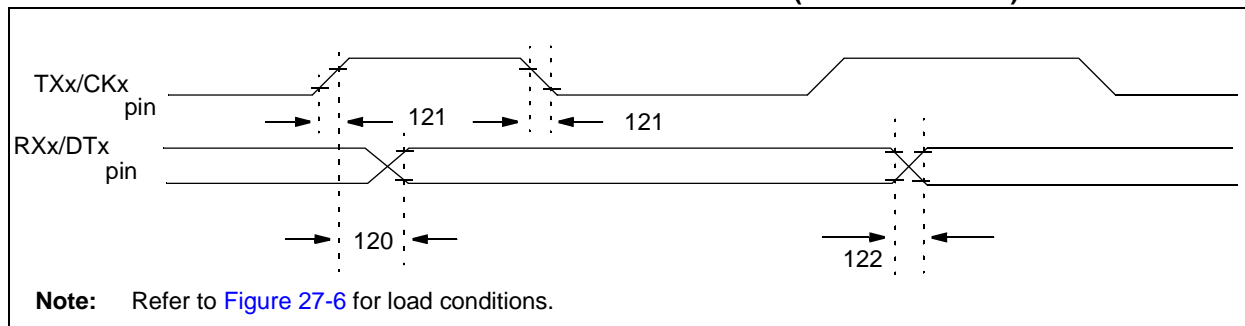 TXx/CKx
pin
121
121
RXx/DTx
pin
120
122
Note: Refer to Figure 27-6 for load conditions.